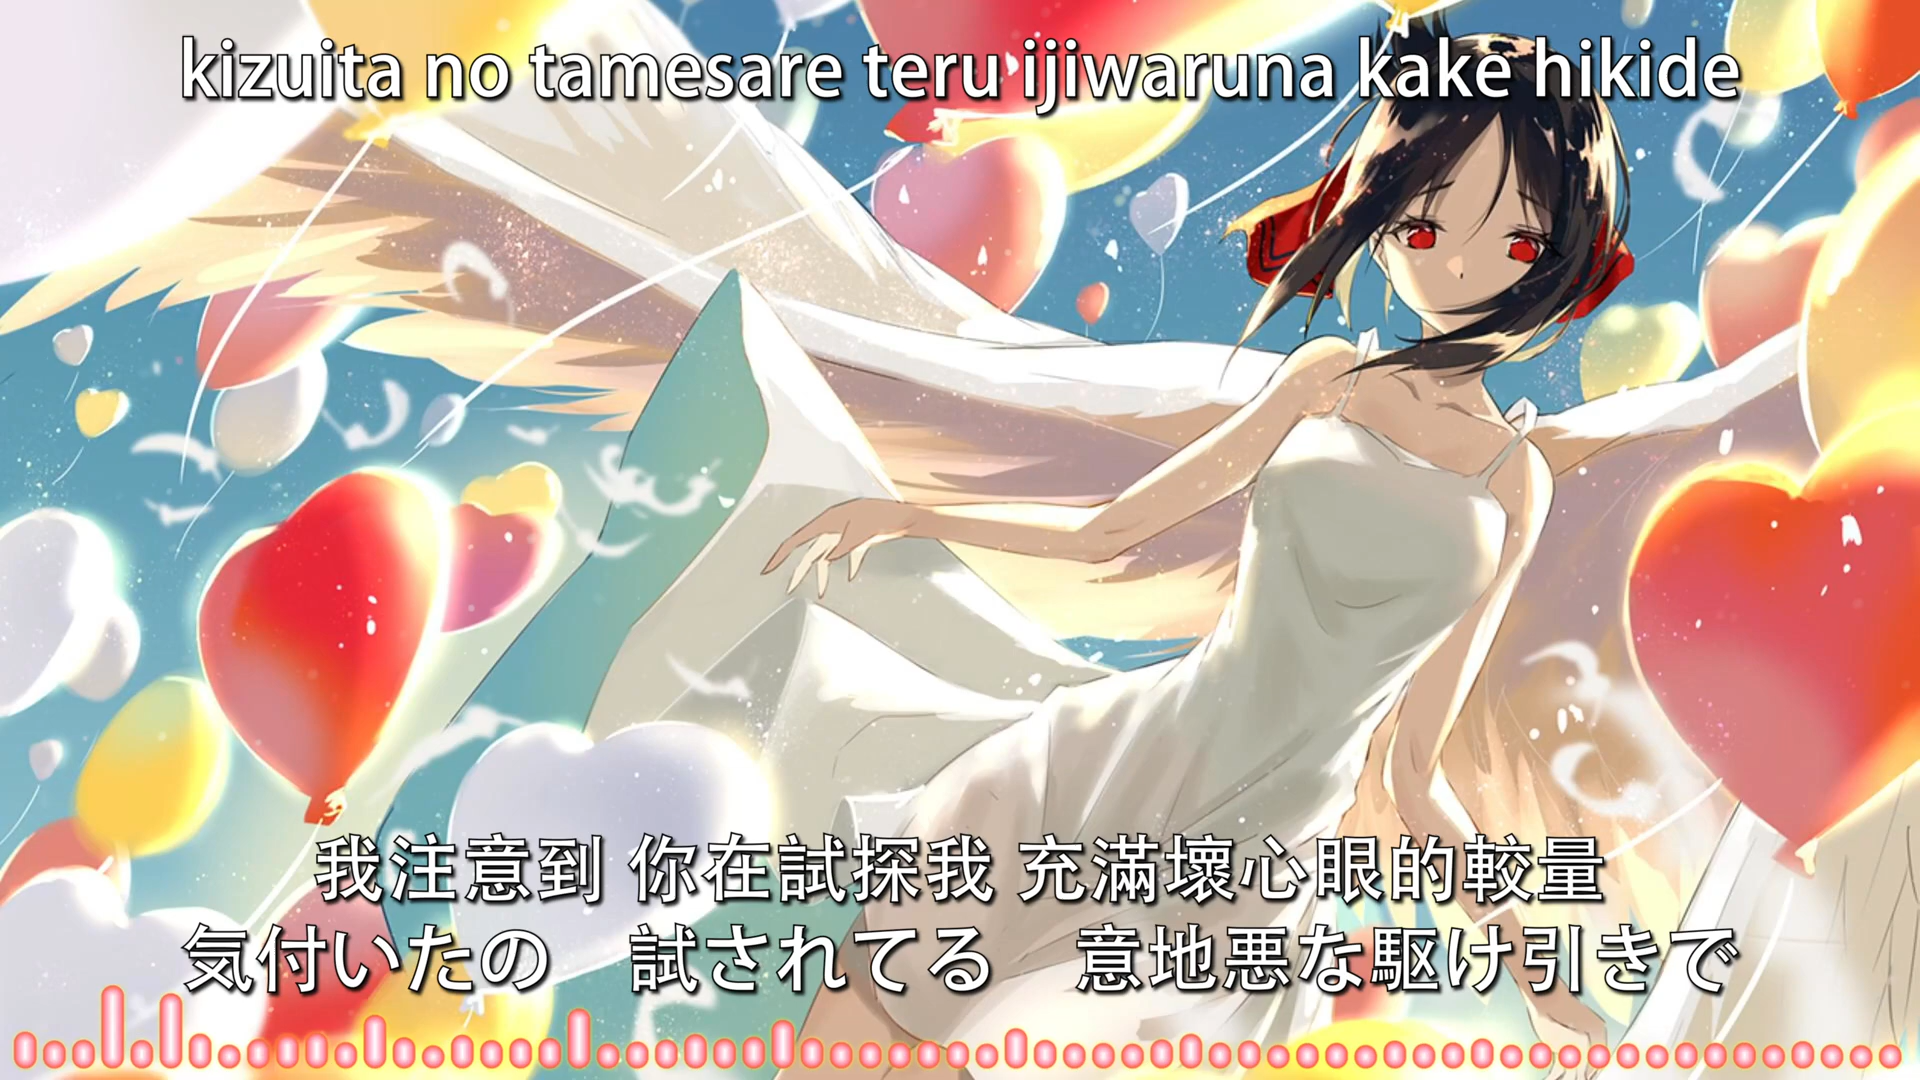 kizuita no tamesare teru ijiwaruna kake hikide
我注意到 你在試探我 充滿壞心眼的較量
気付いたの　試されてる　意地悪な駆け引きで